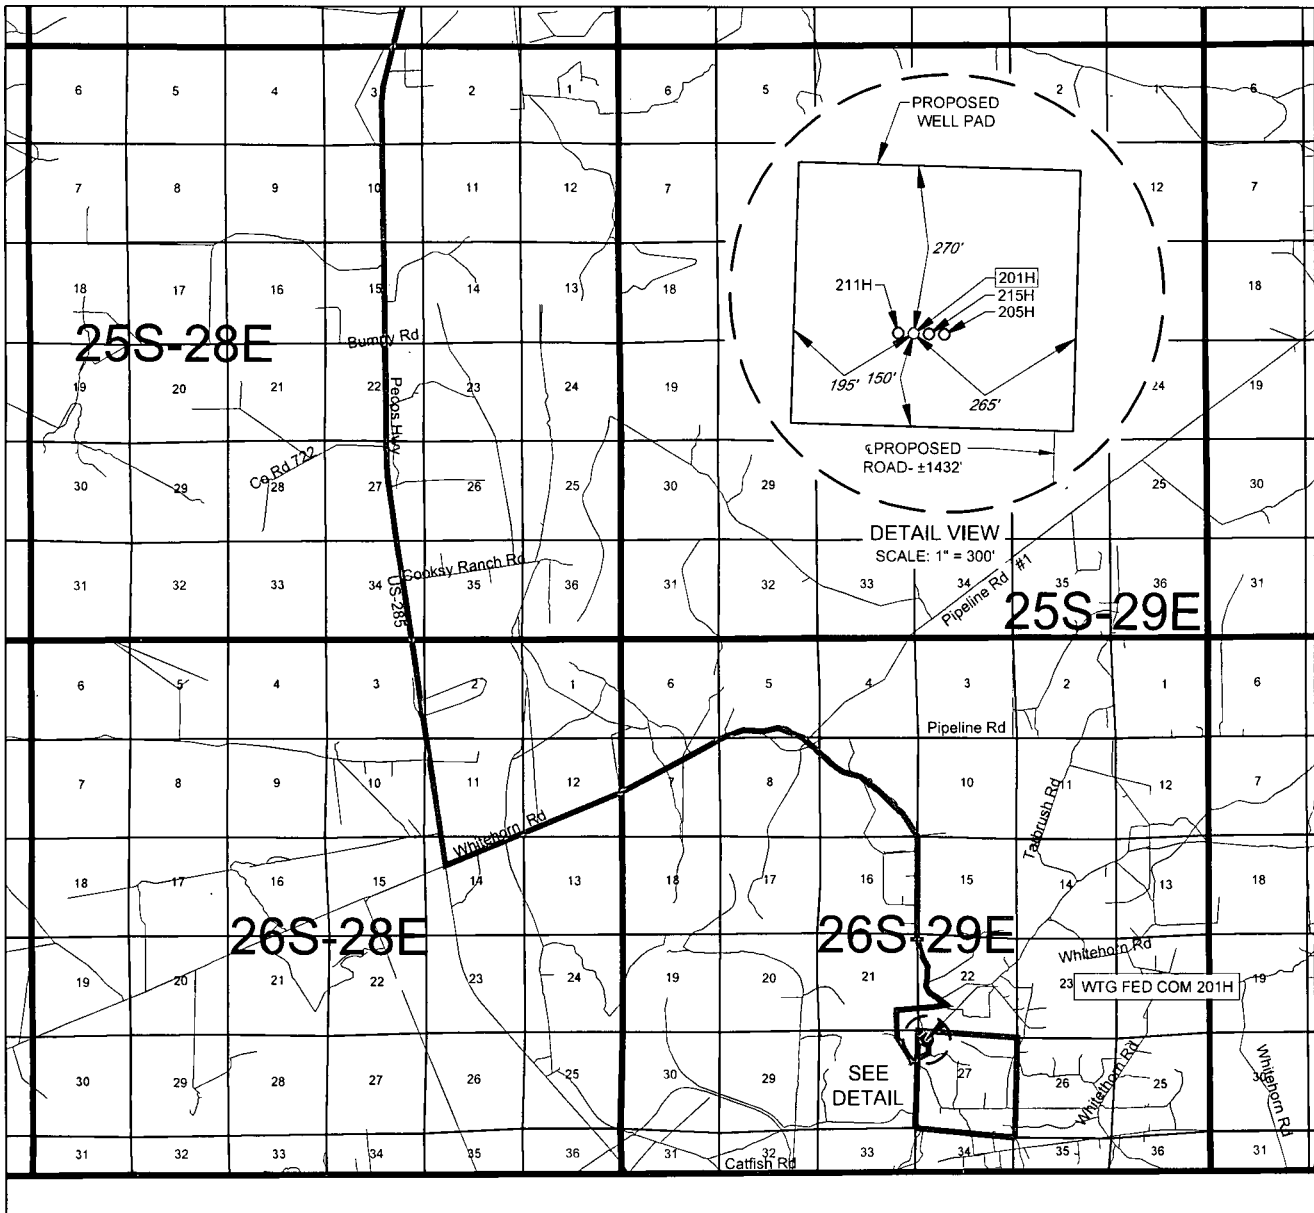 6 5 4 3 2 1 6 5 2 1 6
PROPOSED
WELL PAD
7 8 9 10 11 12 7 12 7
270'
18 17 16 15 14 13 18 18
211H
201H
215H
205H
25S-28E
Bumpy Rd
19 20 21 22 23 24 19 24 19
195' 150'
265'
Pecos Hwy
Co Rd 722
℄PROPOSED
ROAD- ±1432'
30 29 28 27 26 25 30 29 25 30
DETAIL VIEW
SCALE: 1" = 300'
Cooksy Ranch Rd
31 32 33 34 35 36 31 32 33 34 35 36 31
US-285
Pipeline Rd #1
25S-29E
6 5 4 3 2 1 6 5 4 3 2 1 6
Pipeline Rd
7 8 9 10 11 12 7 8 9 10 11 12 7
Whitehorn Rd
Tarbrush Rd
18 17 16 15 14 13 18 17 16 15 14 13 18
26S-28E
26S-29E
Whitehorn Rd
19 20 21 22 23 24 19 20 21 22 23 19
WTG FED COM 201H
30 29 28 27 26 25 30 29 27 26 25 30
SEE
DETAIL
Whitethorn Rd
Whitehorn Rd
31 32 33 34 35 36 31 32 33 34 35 36 31
Catfish Rd